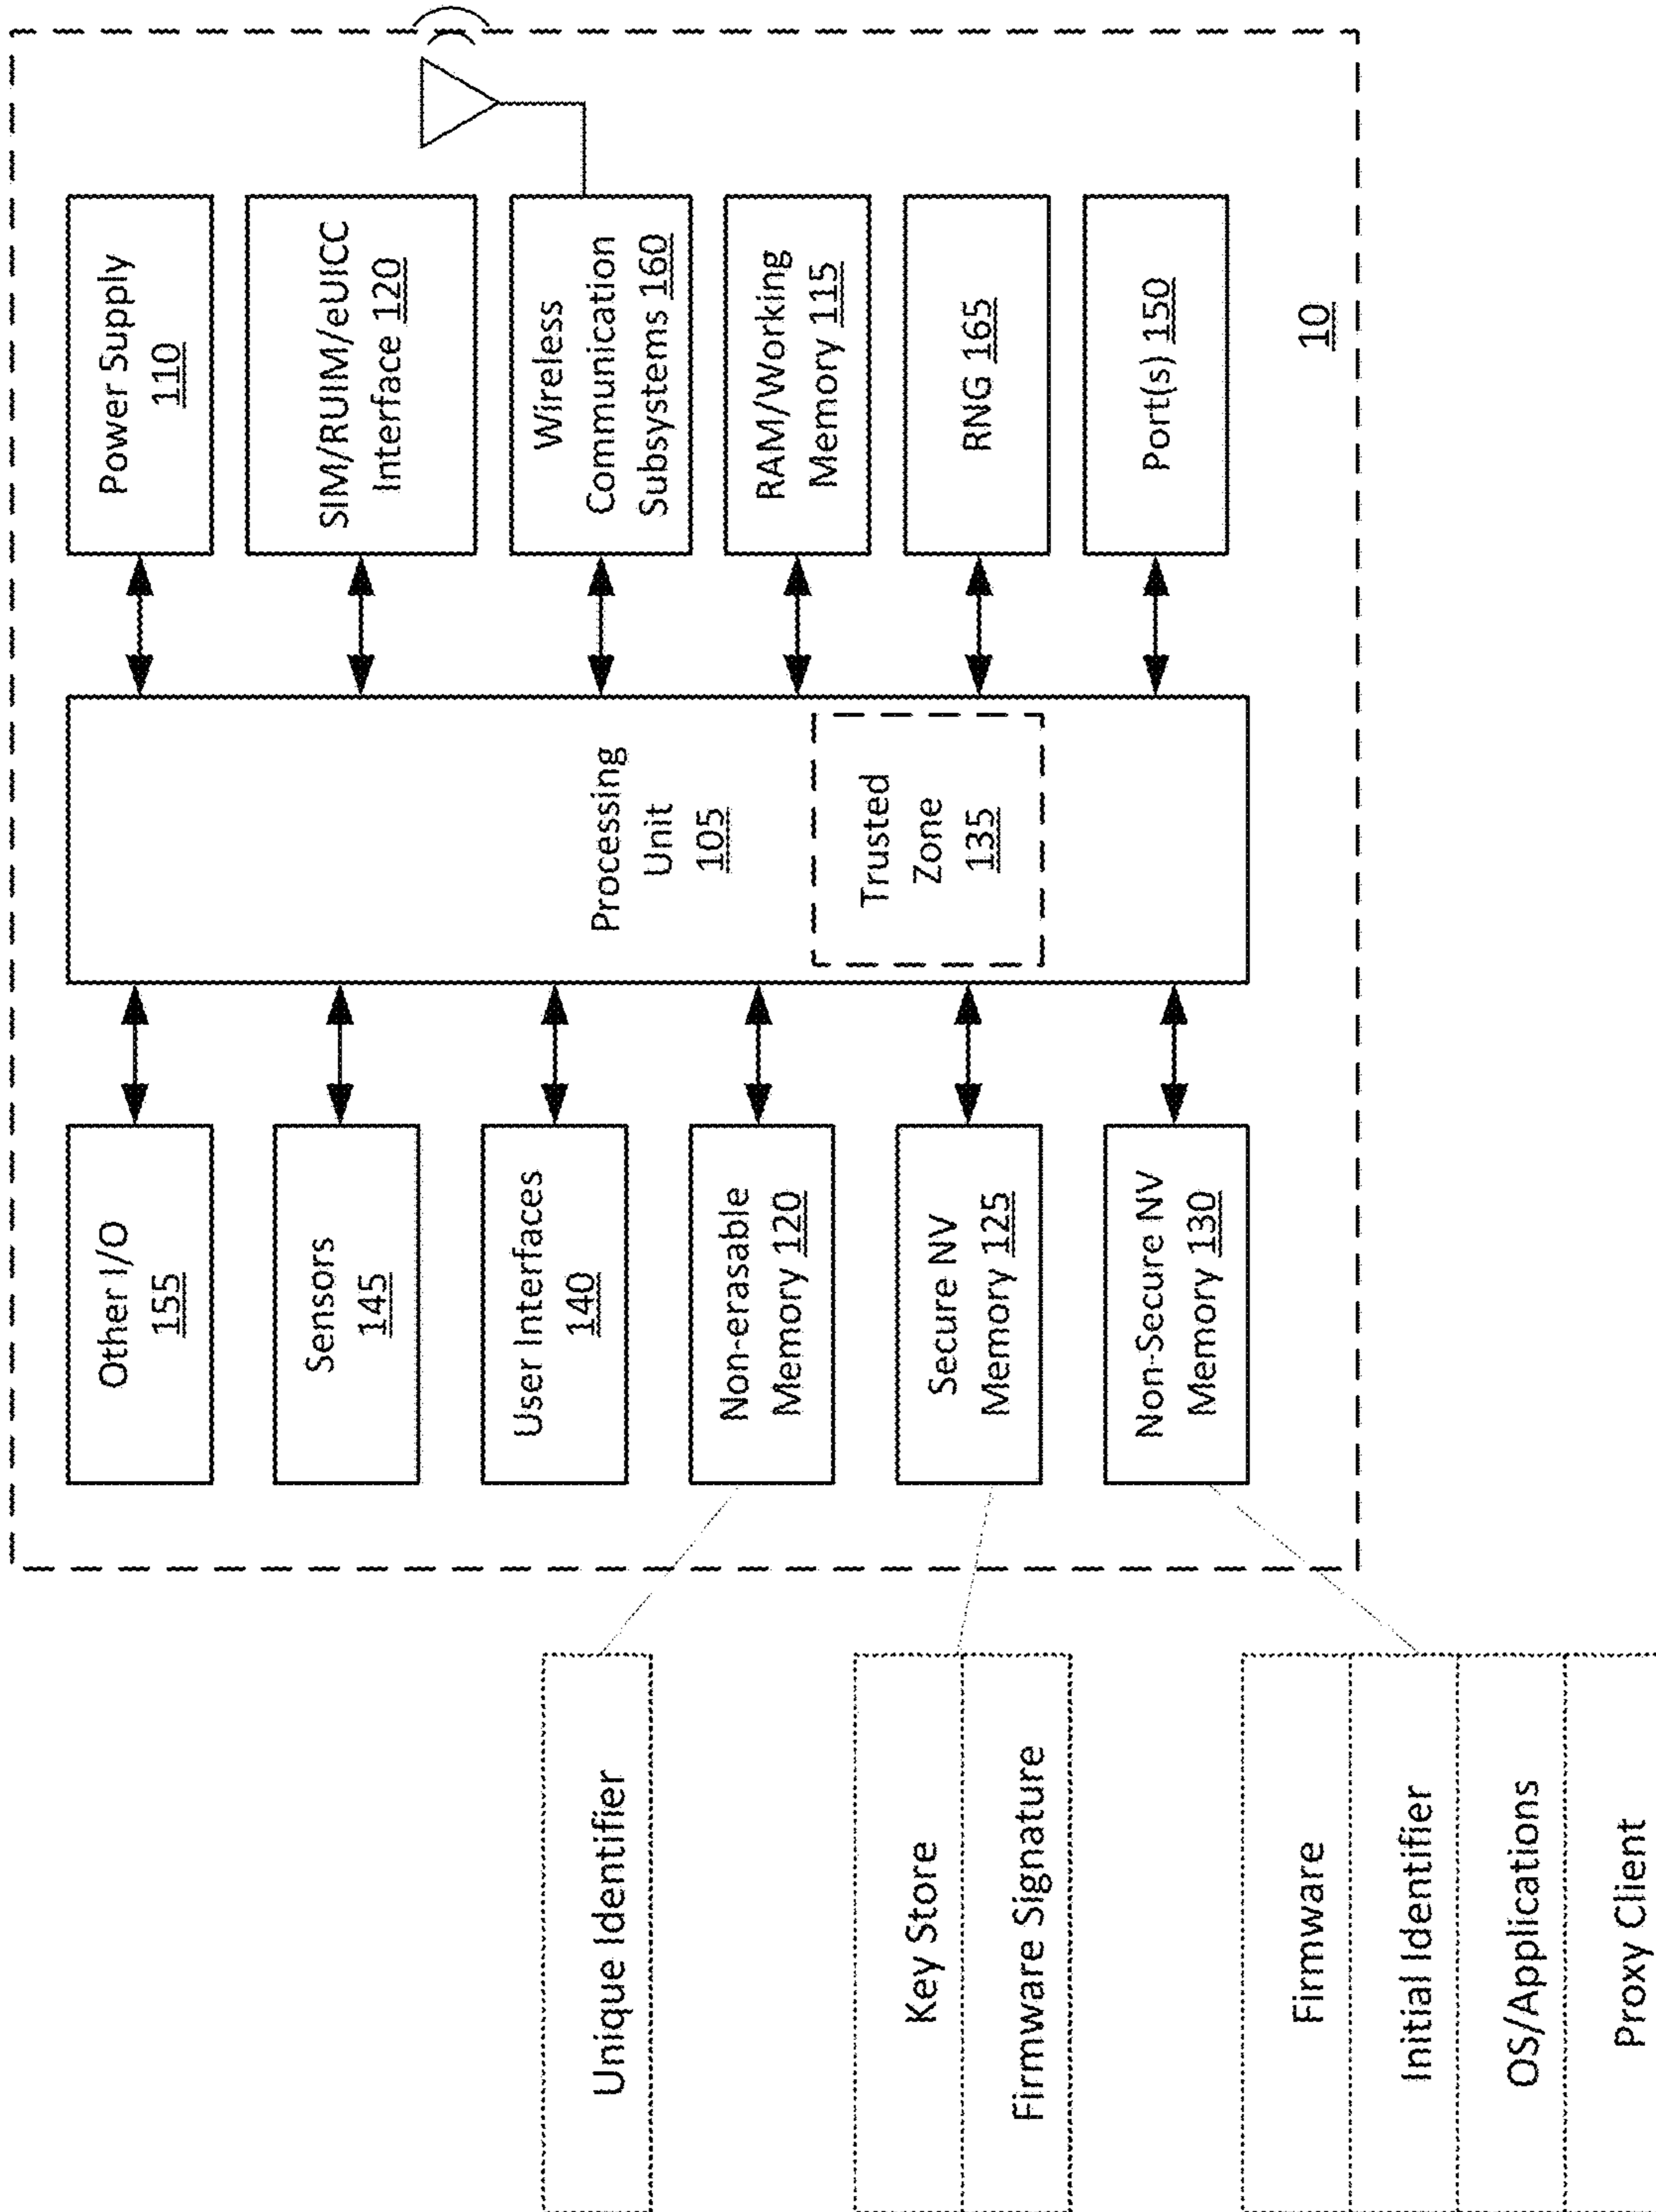 Unique Identifier
Key Store
Firmware Signature
Firmware
Initial Identifier
OS/Applications
Proxy Client
Other I/O
155
Sensors
145
User Interfaces
140
Non-erasable
Memory 120
Secure NV
Memory 125
Non-Secure NV
Memory 130
Processing
Unit
105
Trusted
Zone
135
Power Supply
110
SIM/RUIM/eUICC
Interface 120
Wireless
Communication
Subsystems 160
RAM/Working
Memory 115
RNG 165
Port(s) 150
10